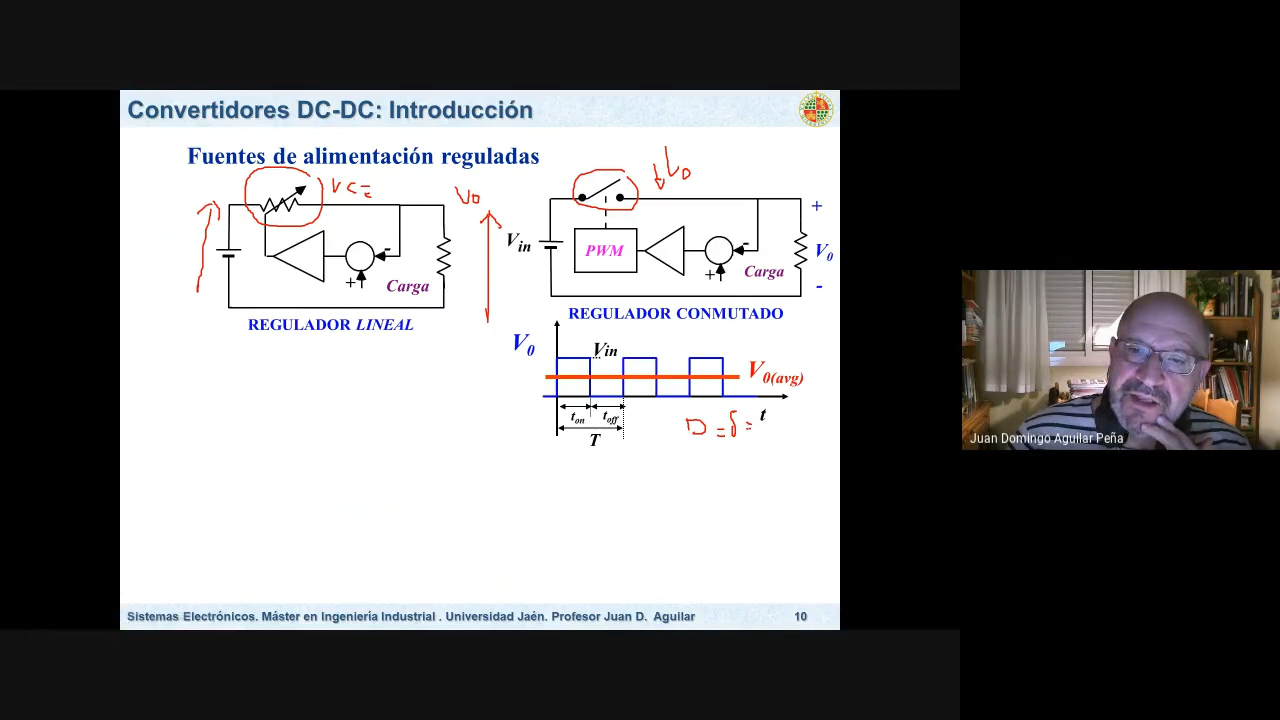 Convertidores DC-DC: Introducción
Fuentes de alimentación reguladas
VCE
V0
V0
Vin
PWM
+
-
V0
-
+
Carga
-
+
Carga
REGULADOR LINEAL
REGULADOR CONMUTADO
V0
Vin
V0(avg)
ton
toff
T
D = δ =
t
Juan Domingo Aguilar Peña
Sistemas Electrónicos. Máster en Ingeniería Industrial . Universidad Jaén. Profesor Juan D. Aguilar
10